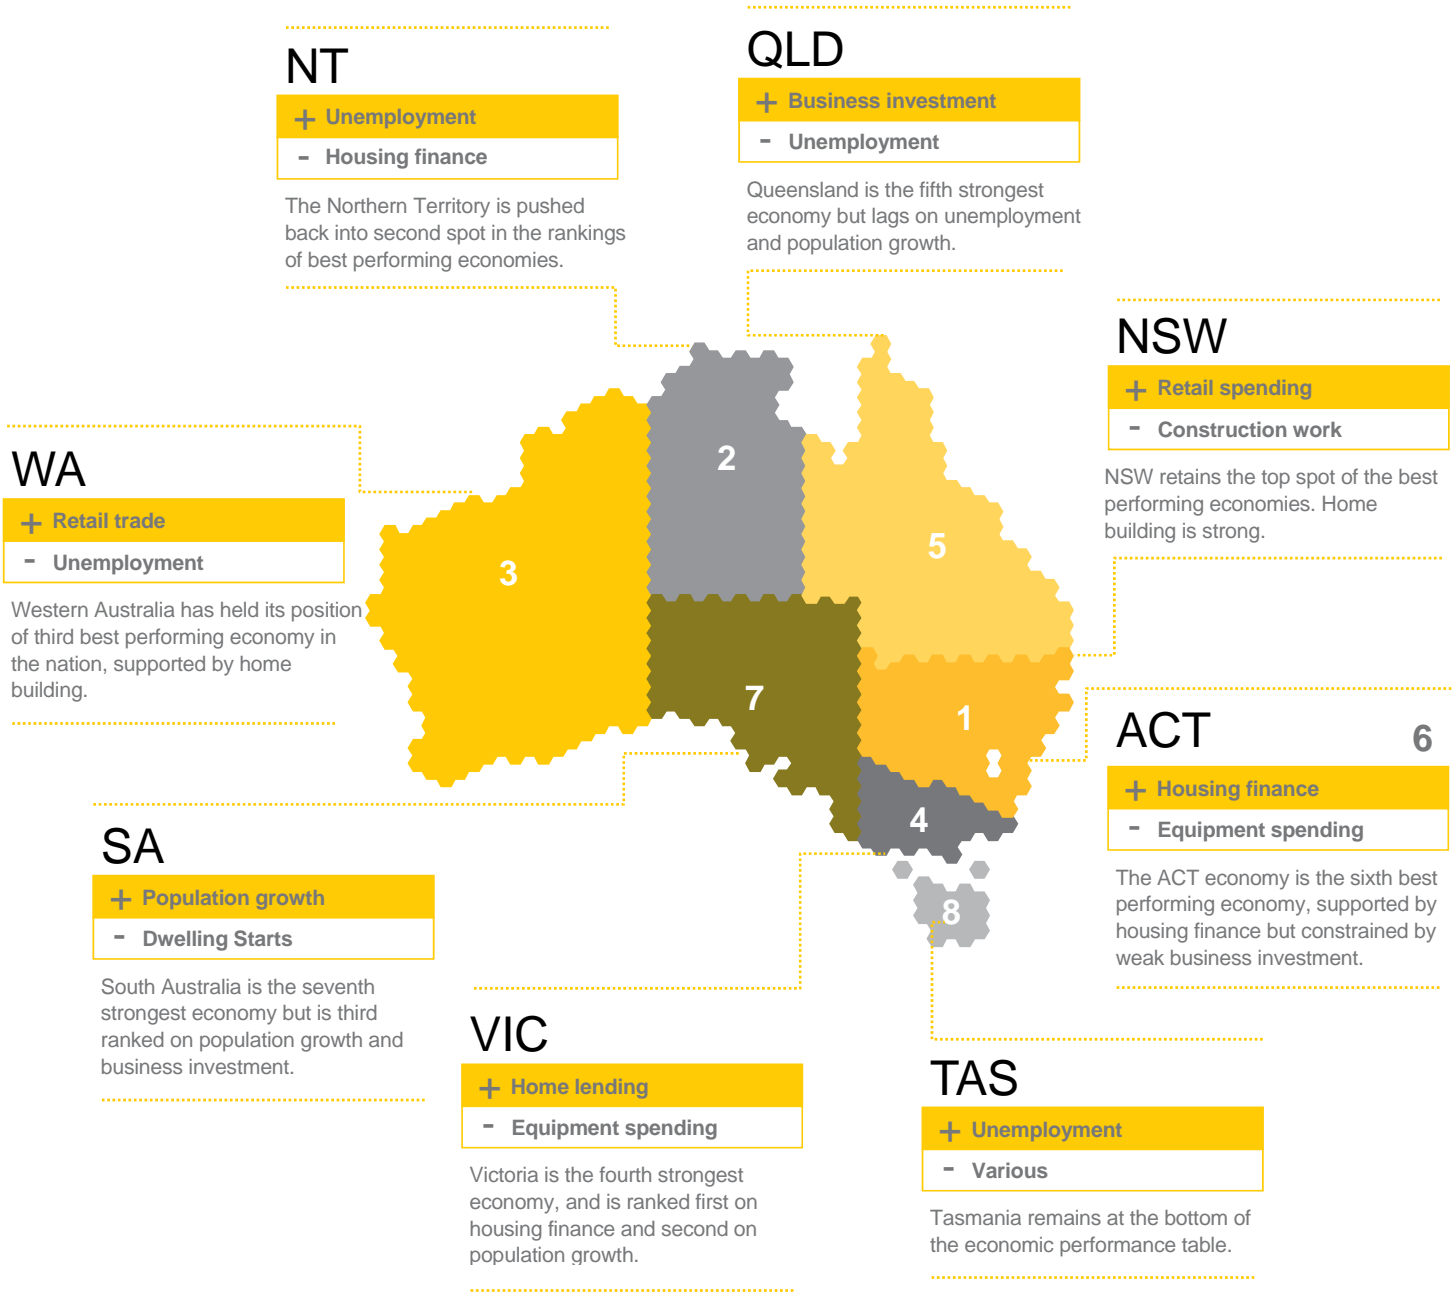 NT
+ Unemployment
- Housing finance
The Northern Territory is pushed
back into second spot in the rankings
of best performing economies.
QLD
+ Business investment
- Unemployment
Queensland is the fifth strongest
economy but lags on unemployment
and population growth.
NSW
+ Retail spending
- Construction work
NSW retains the top spot of the best
performing economies. Home
building is strong.
WA
+ Retail trade
- Unemployment
Western Australia has held its position
of third best performing economy in
the nation, supported by home
building.
2
5
3
7
1
4
8
ACT 6
+ Housing finance
- Equipment spending
The ACT economy is the sixth best
performing economy, supported by
housing finance but constrained by
weak business investment.
SA
+ Population growth
- Dwelling Starts
South Australia is the seventh
strongest economy but is third
ranked on population growth and
business investment.
VIC
+ Home lending
- Equipment spending
Victoria is the fourth strongest
economy, and is ranked first on
housing finance and second on
population growth.
TAS
+ Unemployment
- Various
Tasmania remains at the bottom of
the economic performance table.